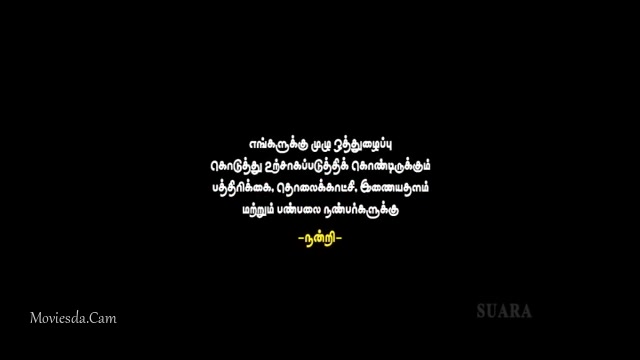 எங்களுக்கு முழு ஒத்துழைப்பு
கொடுத்து உற்சாகப்படுத்திக் கொண்டிருக்கும்
பத்திரிக்கை, தொலைக்காட்சி, இணையதளம்
மற்றும் பண்பலை நண்பர்களுக்கு
-நன்றி-
SUARA
Moviesda.Cam